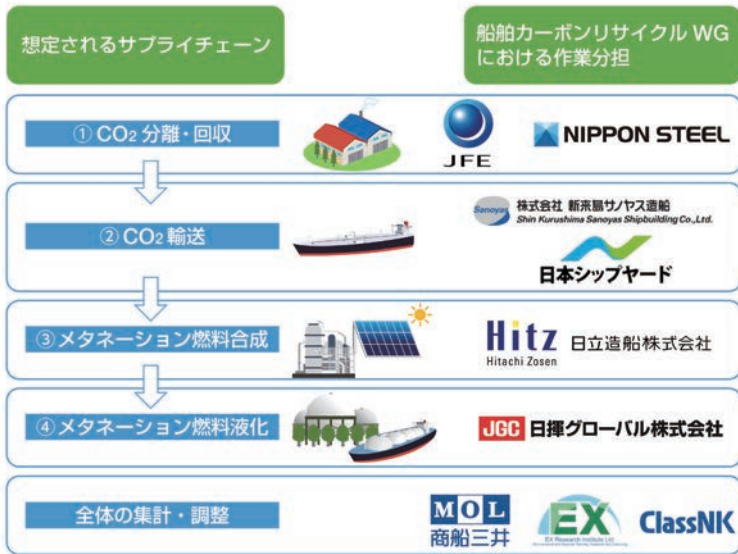 想定されるサプライチェーン
船舶カーボンリサイクル WG
における作業分担
① CO₂ 分離・回収
JFE
NIPPON STEEL
② CO₂ 輸送
Sanoyas
株式会社 新来島サノヤス造船
Shin Kurushima Sanoyas Shipbuilding Co.,Ltd.
日本シップヤード
③ メタネーション燃料合成
Hitz
Hitachi Zosen
日立造船株式会社
④ メタネーション燃料液化
JGC 日揮グローバル株式会社
全体の集計・調整
MOL
商船三井
EX
EX Research Institute Ltd
ClassNK